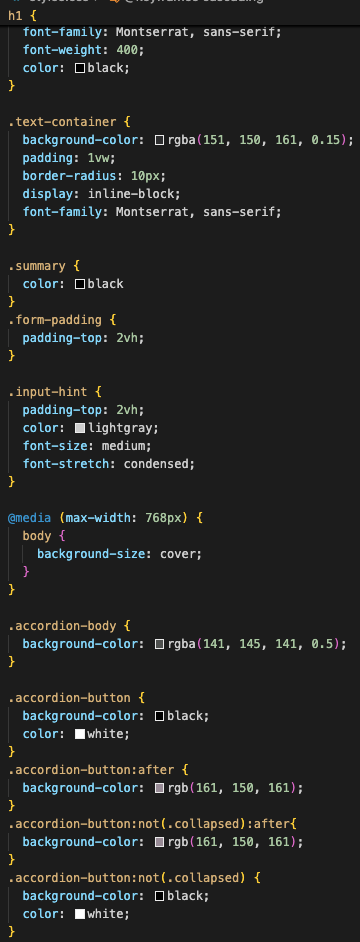 h1 {
font-family: Montserrat, sans-serif;
font-weight: 400;
color: black;
}
.text-container {
background-color: rgba(151, 150, 161, 0.15);
padding: 1vw;
border-radius: 10px;
display: inline-block;
font-family: Montserrat, sans-serif;
}
.summary {
color: black
}
.form-padding {
padding-top: 2vh;
}
.input-hint {
padding-top: 2vh;
color: lightgray;
font-size: medium;
font-stretch: condensed;
}
@media (max-width: 768px) {
body {
background-size: cover;
}
}
.accordion-body {
background-color: rgba(141, 145, 141, 0.5);
}
.accordion-button {
background-color: black;
color: white;
}
.accordion-button:after {
background-color: rgb(161, 150, 161);
}
.accordion-button:not(.collapsed):after{
background-color: rgb(161, 150, 161);
}
.accordion-button:not(.collapsed) {
background-color: black;
color: white;
}